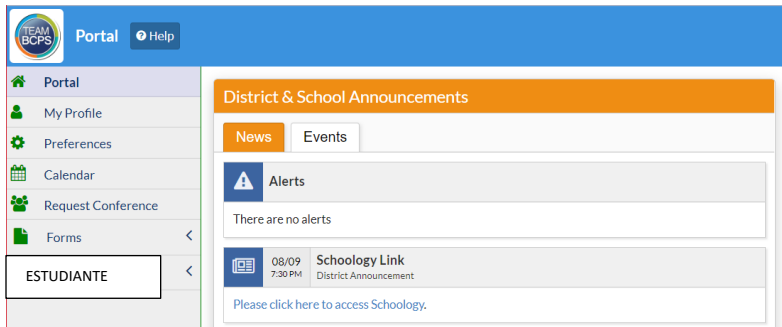 TEAM
BCPS
Portal
Help
Portal
My Profile
Preferences
Calendar
Request Conference
Forms
ESTUDIANTE
District & School Announcements
News
Events
Alerts
There are no alerts
08/09
7:30 PM
Schoology Link
District Announcement
Please click here to access Schoology.